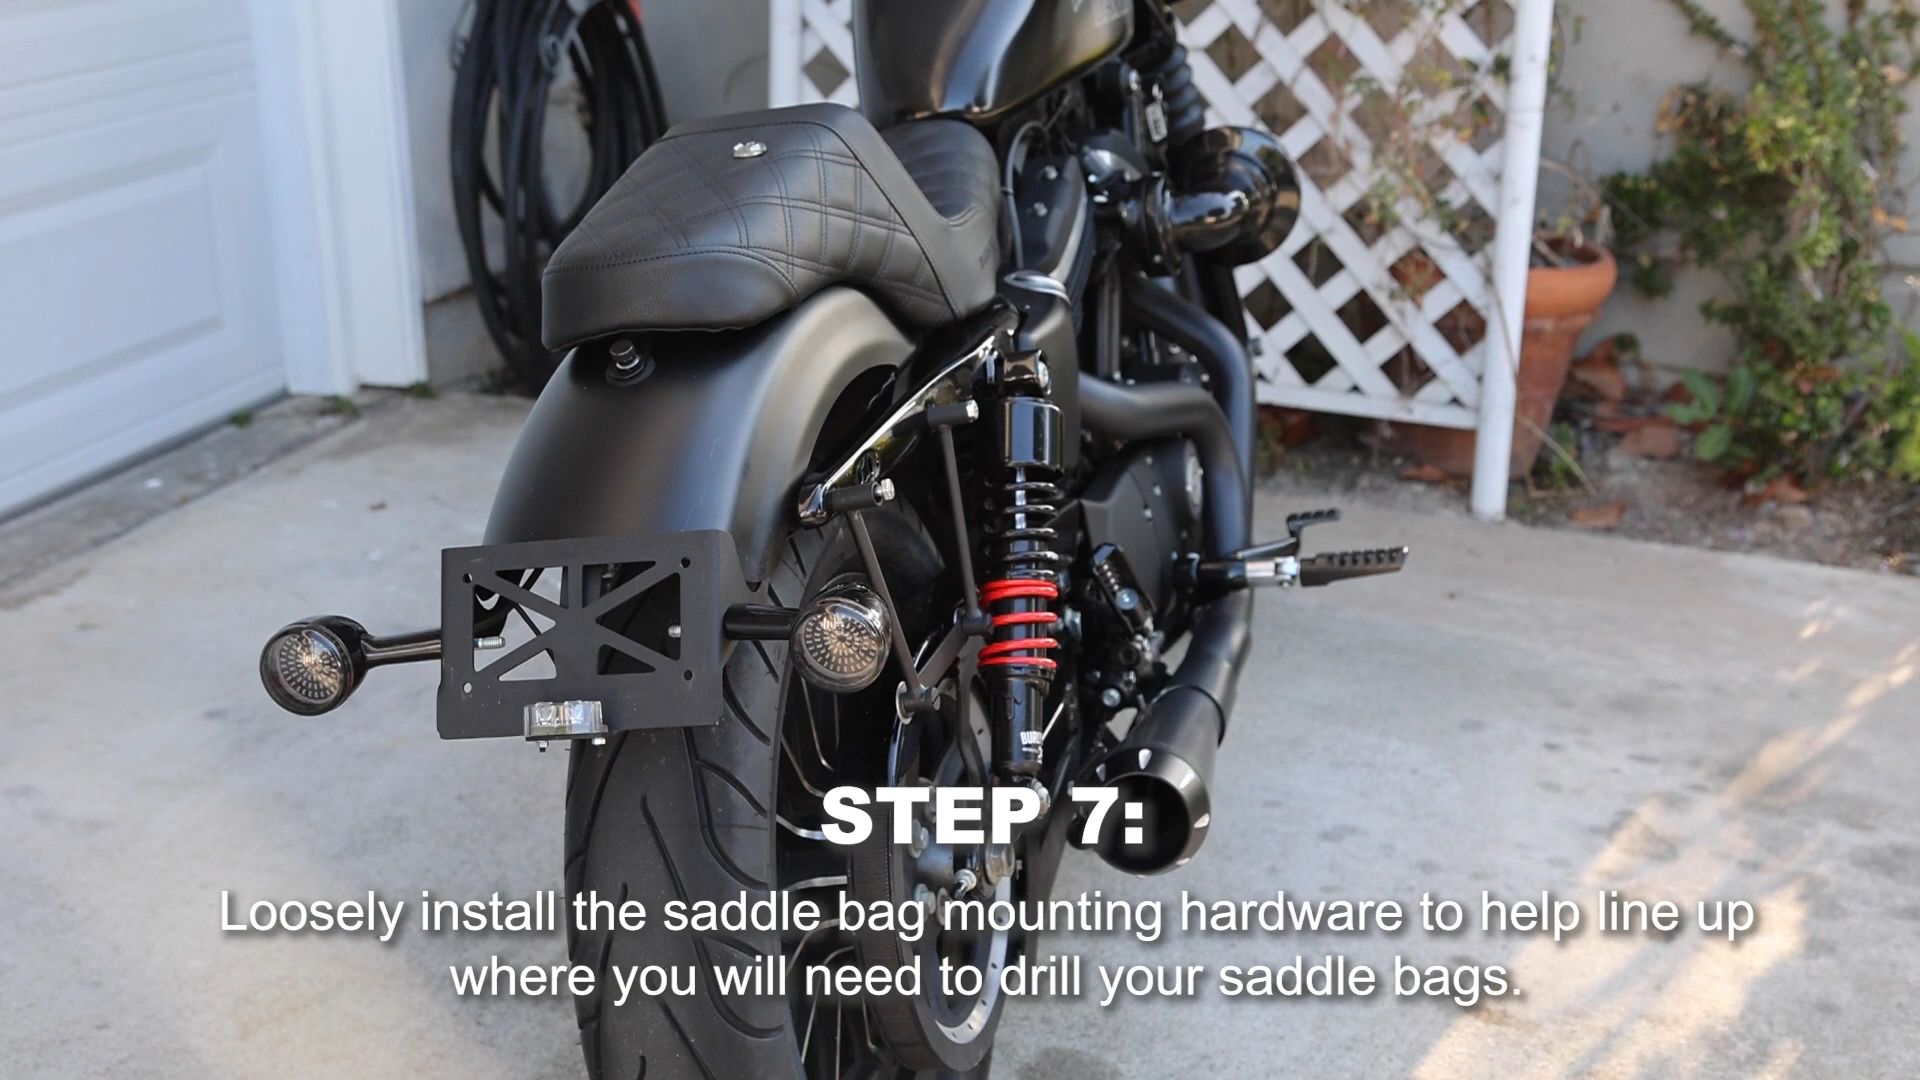 STEP 7:
Loosely install the saddle bag mounting hardware to help line up
where you will need to drill your saddle bags.